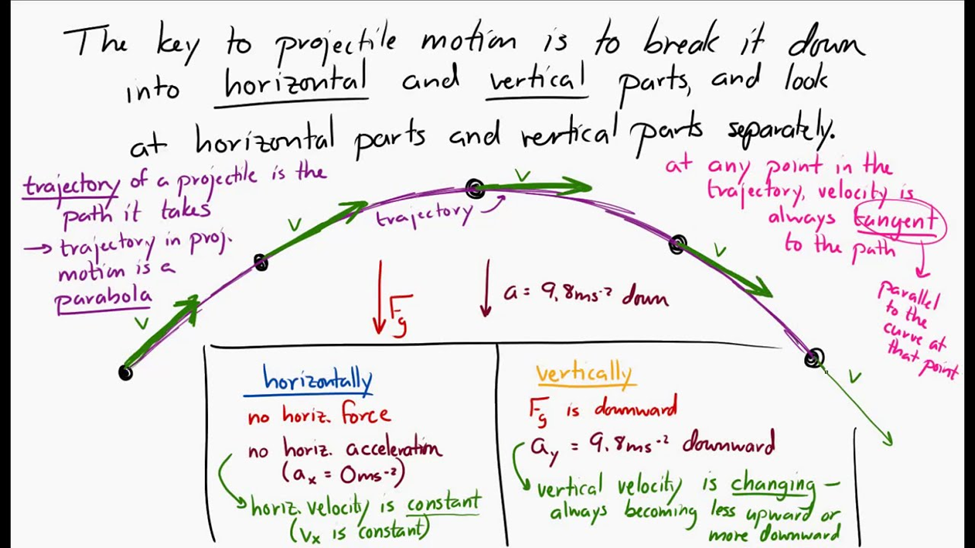 The key to projectile motion is to break it down
into horizontal and vertical parts, and look
at horizontal parts and vertical parts separately.
trajectory of a projectile is the
path it takes
→ trajectory in proj.
motion is a
parabola
at any point in the
trajectory, velocity is
always tangent
to the path
parallel
to the
curve at
that point
v
v
v
v
v
trajectory
Fg
a = 9.8ms⁻² down
horizontally
no horiz. force
no horiz. acceleration
(aₓ = 0ms⁻²)
horiz. velocity is constant
(vₓ is constant)
vertically
Fg is downward
ay = 9.8ms⁻² downward
vertical velocity is changing –
always becoming less upward or
more downward